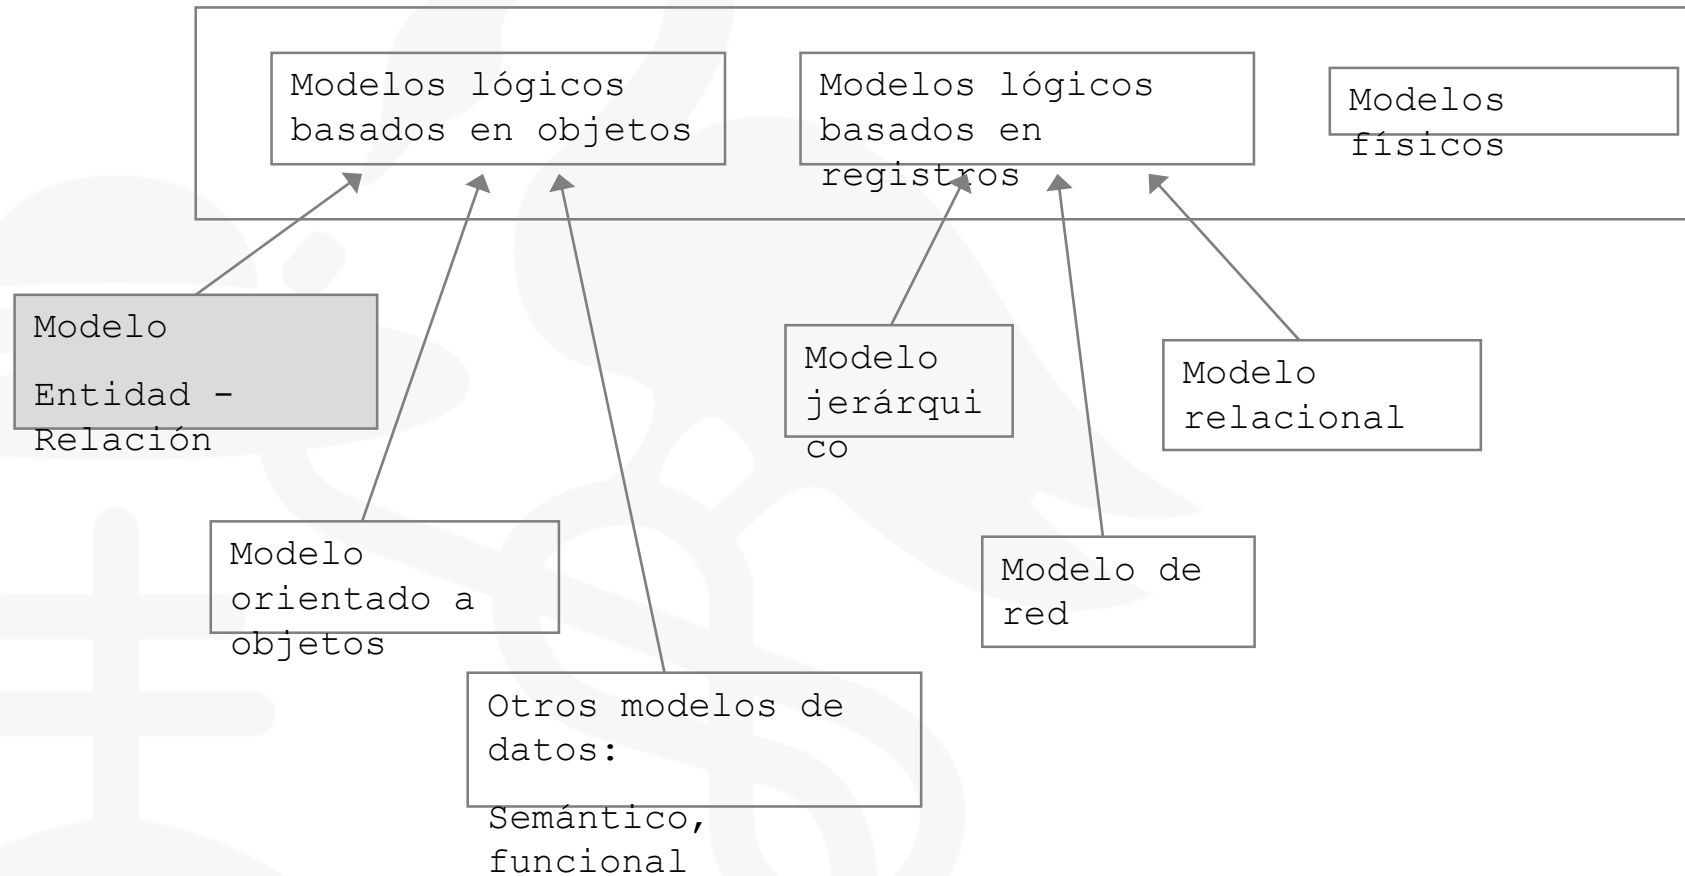 Modelos lógicos
basados en objetos
Modelos lógicos
basados en
registros
Modelos
físicos
Modelo
Entidad -
Relación
Modelo
jerárqui
co
Modelo
relacional
Modelo
orientado a
objetos
Modelo de
red
Otros modelos de
datos:
Semántico,
funcional